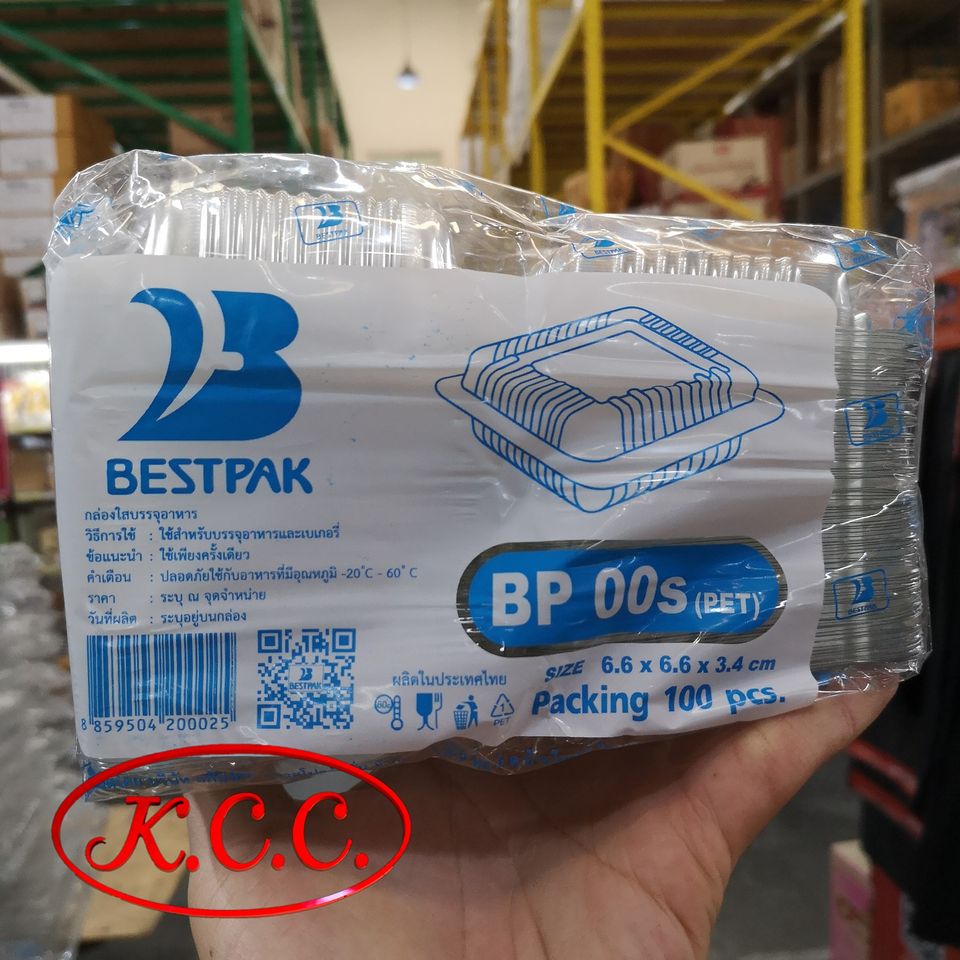 BESTPAK
BESTPAK
กล่องใสบรรจุอาหาร
วิธีการใช้ : ใช้สำหรับบรรจุอาหารและเบเกอรี่
ข้อแนะนำ : ใช้เพียงครั้งเดียว
คำเตือน : ปลอดภัยใช้กับอาหารที่มีอุณหภูมิ -20°C - 60°C
ราคา : ระบุ ณ จุดจำหน่าย
วันที่ผลิต : ระบุอยู่บนกล่อง
BP 00s (PET)
SIZE 6.6 x 6.6 x 3.4 cm
Packing 100 pcs.
ผลิตในประเทศไทย
BESTPAK
60
1
PET
8 859504 200025
K.C.C.